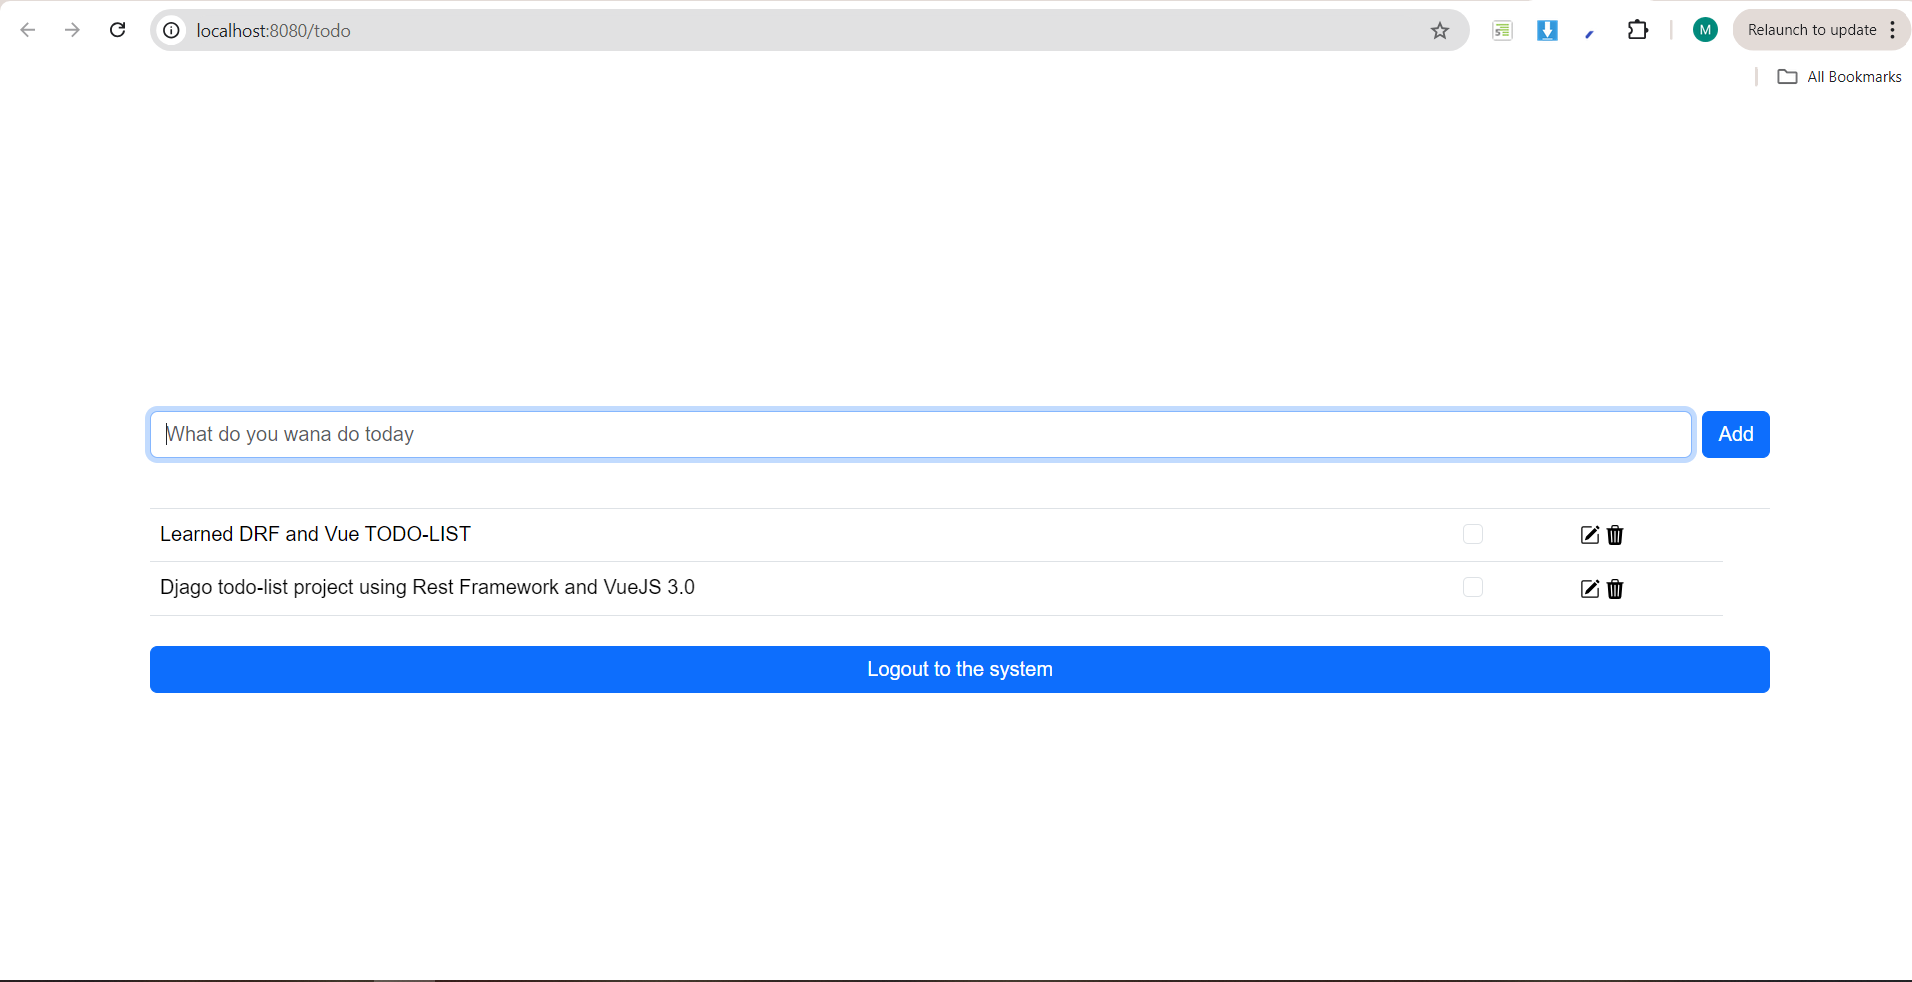 localhost:8080/todo
M
Relaunch to update
All Bookmarks
What do you wana do today
Add
Learned DRF and Vue TODO-LIST
Djago todo-list project using Rest Framework and VueJS 3.0
Logout to the system